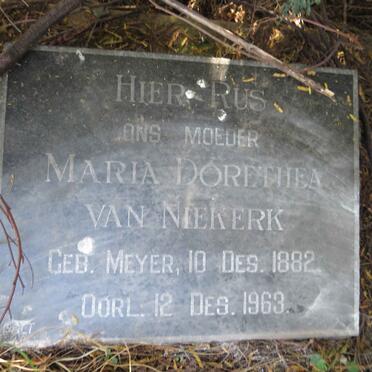 HIER RUS
ONS MOEDER
MARIA DORETHEA
VAN NIEKERK
GEB. MEYER, 10 DES. 1882
OORL. 12 DES. 1963